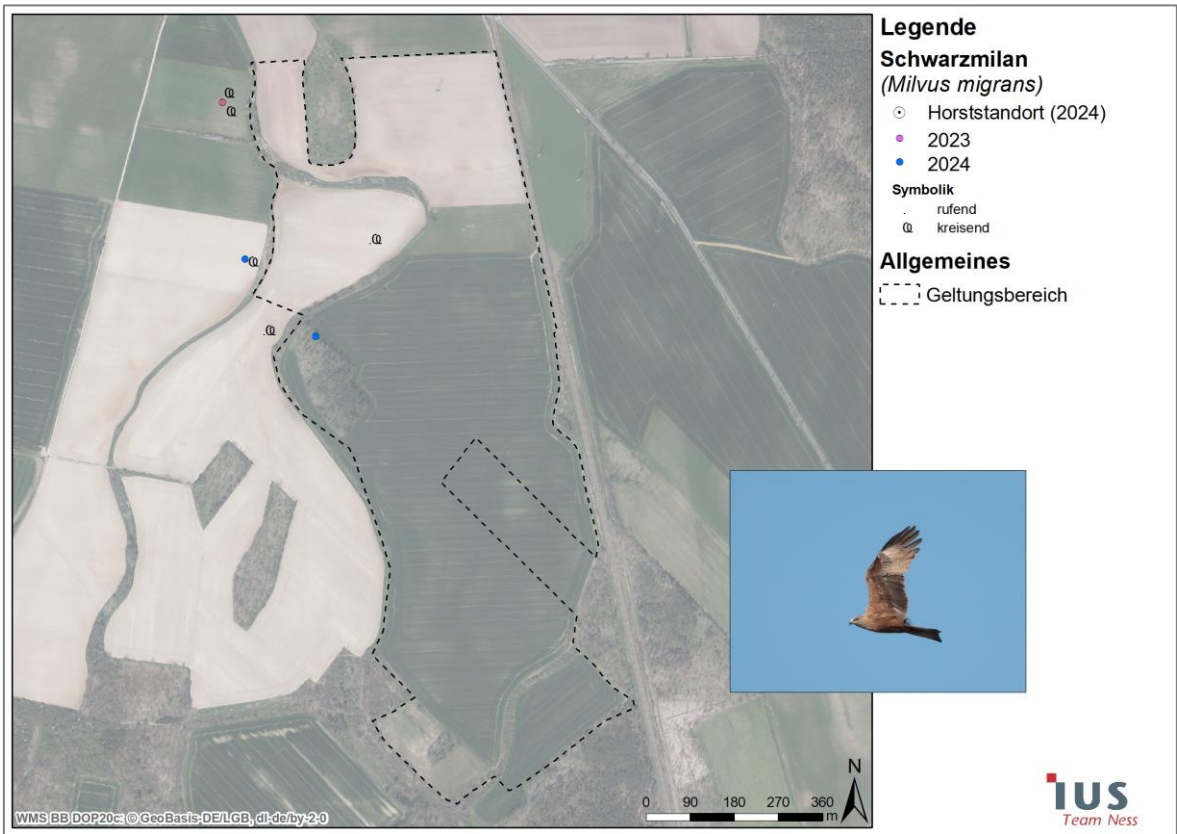 Legende
Schwarzmilan
(Milvus migrans)
Horststandort (2024)
2023
2024
Symbolik
rufend
kreisend
Allgemeines
Geltungsbereich
N
0 90 180 270 360
m
WMS BB DOP20c: © GeoBasis-DE/LGB, dl-de/by-2-0
IUS
Team Ness